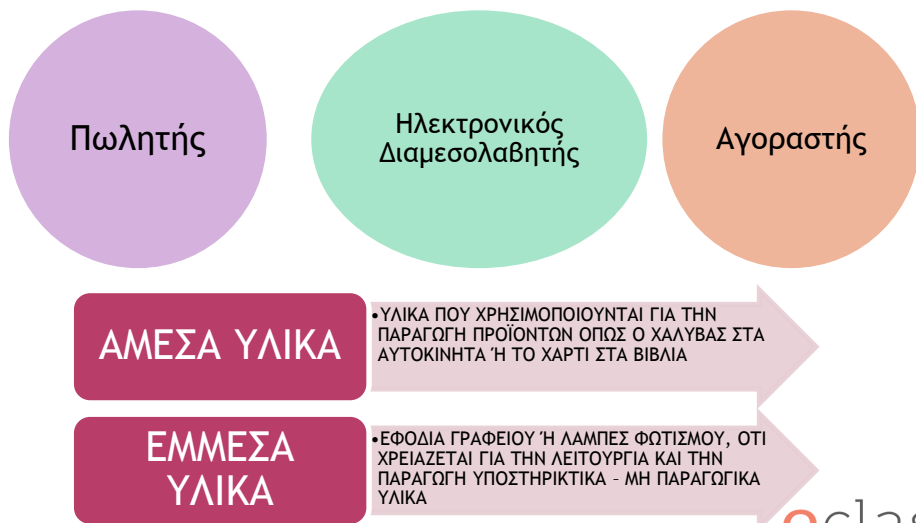 Πωλητής
Ηλεκτρονικός
Διαμεσολαβητής
Αγοραστής
ΑΜΕΣΑ ΥΛΙΚΑ
•ΥΛΙΚΑ ΠΟΥ ΧΡΗΣΙΜΟΠΟΙΟΥΝΤΑΙ ΓΙΑ ΤΗΝ
ΠΑΡΑΓΩΓΗ ΠΡΟΪΟΝΤΩΝ ΟΠΩΣ Ο ΧΑΛΥΒΑΣ ΣΤΑ
ΑΥΤΟΚΙΝΗΤΑ Ή ΤΟ ΧΑΡΤΙ ΣΤΑ ΒΙΒΛΙΑ
ΕΜΜΕΣΑ
ΥΛΙΚΑ
•ΕΦΟΔΙΑ ΓΡΑΦΕΙΟΥ Ή ΛΑΜΠΕΣ ΦΩΤΙΣΜΟΥ, ΟΤΙ
ΧΡΕΙΑΖΕΤΑΙ ΓΙΑ ΤΗΝ ΛΕΙΤΟΥΡΓΙΑ ΚΑΙ ΤΗΝ
ΠΑΡΑΓΩΓΗ ΥΠΟΣΤΗΡΙΚΤΙΚΑ – ΜΗ ΠΑΡΑΓΩΓΙΚΑ
ΥΛΙΚΑ